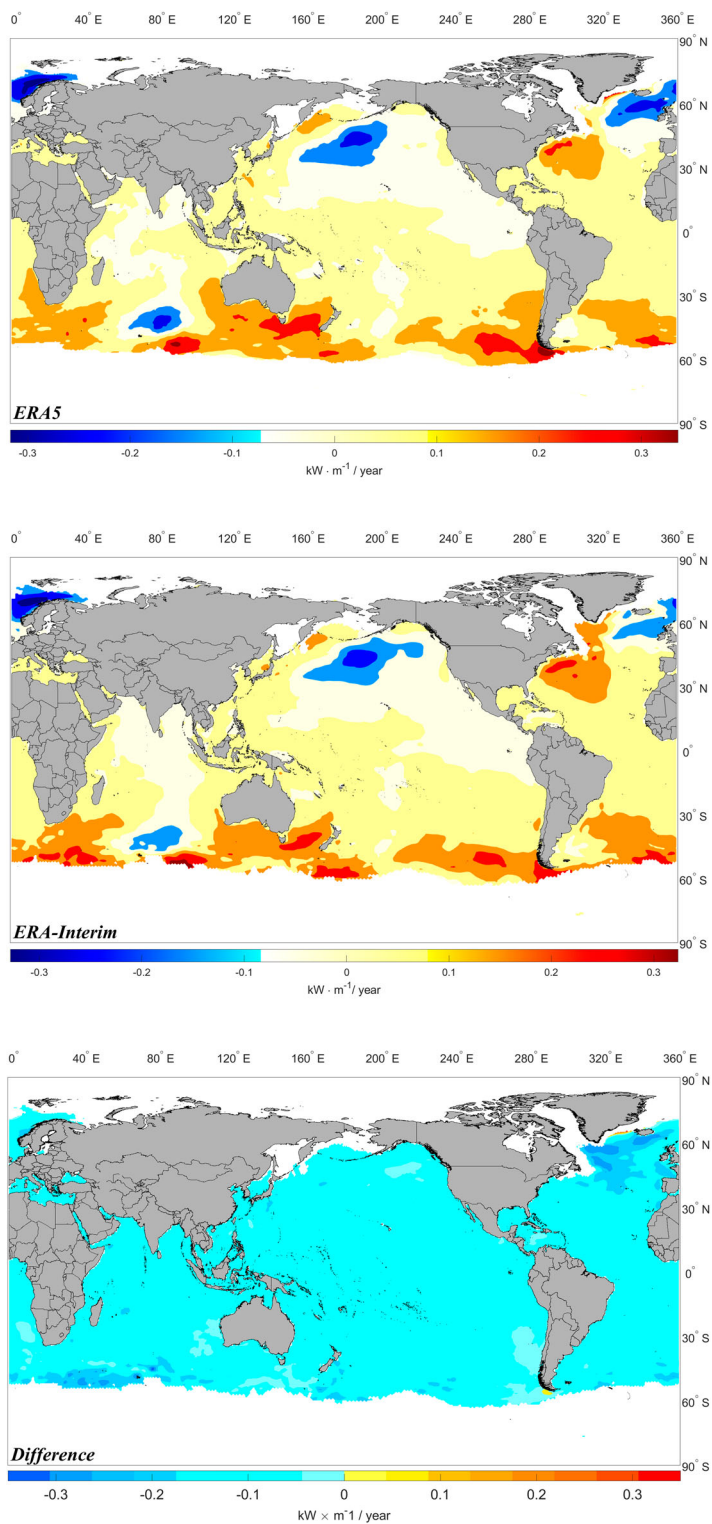 0° 40° E 80° E 120° E 160° E 200° E 240° E 280° E 320° E 360° E
90° N
60° N
30° N
0°
30° S
60° S
90° S
ERA5
-0.3 -0.2 -0.1 0 0.1 0.2 0.3
kW · m⁻¹ / year
0° 40° E 80° E 120° E 160° E 200° E 240° E 280° E 320° E 360° E
90° N
60° N
30° N
0°
30° S
60° S
90° S
ERA-Interim
-0.3 -0.2 -0.1 0 0.1 0.2 0.3
kW · m⁻¹/ year
0° 40° E 80° E 120° E 160° E 200° E 240° E 280° E 320° E 360° E
90° N
60° N
30° N
0°
30° S
60° S
90° S
Difference
-0.3 -0.2 -0.1 0 0.1 0.2 0.3
kW × m⁻1 / year